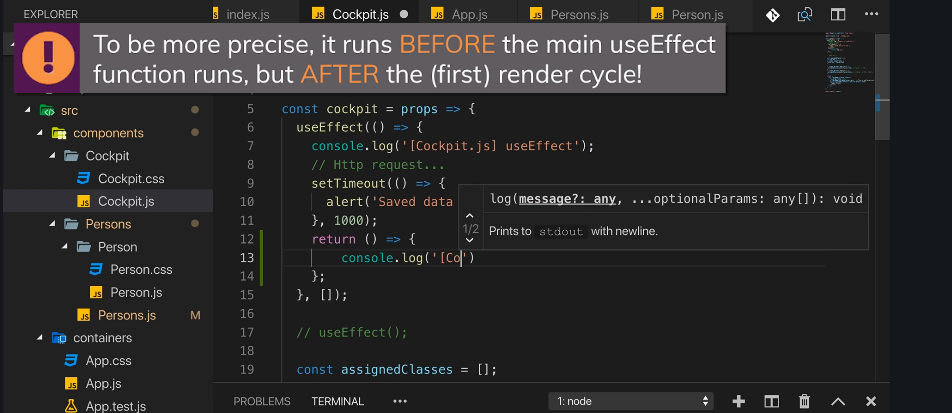 EXPLORER
index.js
Cockpit.js
App.js
Persons.js
Person.js
To be more precise, it runs BEFORE the main useEffect
function runs, but AFTER the (first) render cycle!
src
components
Cockpit
Cockpit.css
Cockpit.js
Persons
Person
Person.css
Person.js
Persons.js M
containers
App.css
App.js
App.test.js
5 const cockpit = props => {
6 useEffect(() => {
7 console.log('[Cockpit.js] useEffect');
8 // Http request...
9 setTimeout(() => {
10 alert('Saved data
11 }, 1000);
12 return () => {
13 console.log('[Co')
14 };
15 }, []);
16
17 // useEffect();
18
19 const assignedClasses = [];
log(message?: any, ...optionalParams: any[]): void
1/2
Prints to stdout with newline.
PROBLEMS TERMINAL ••• 1: node